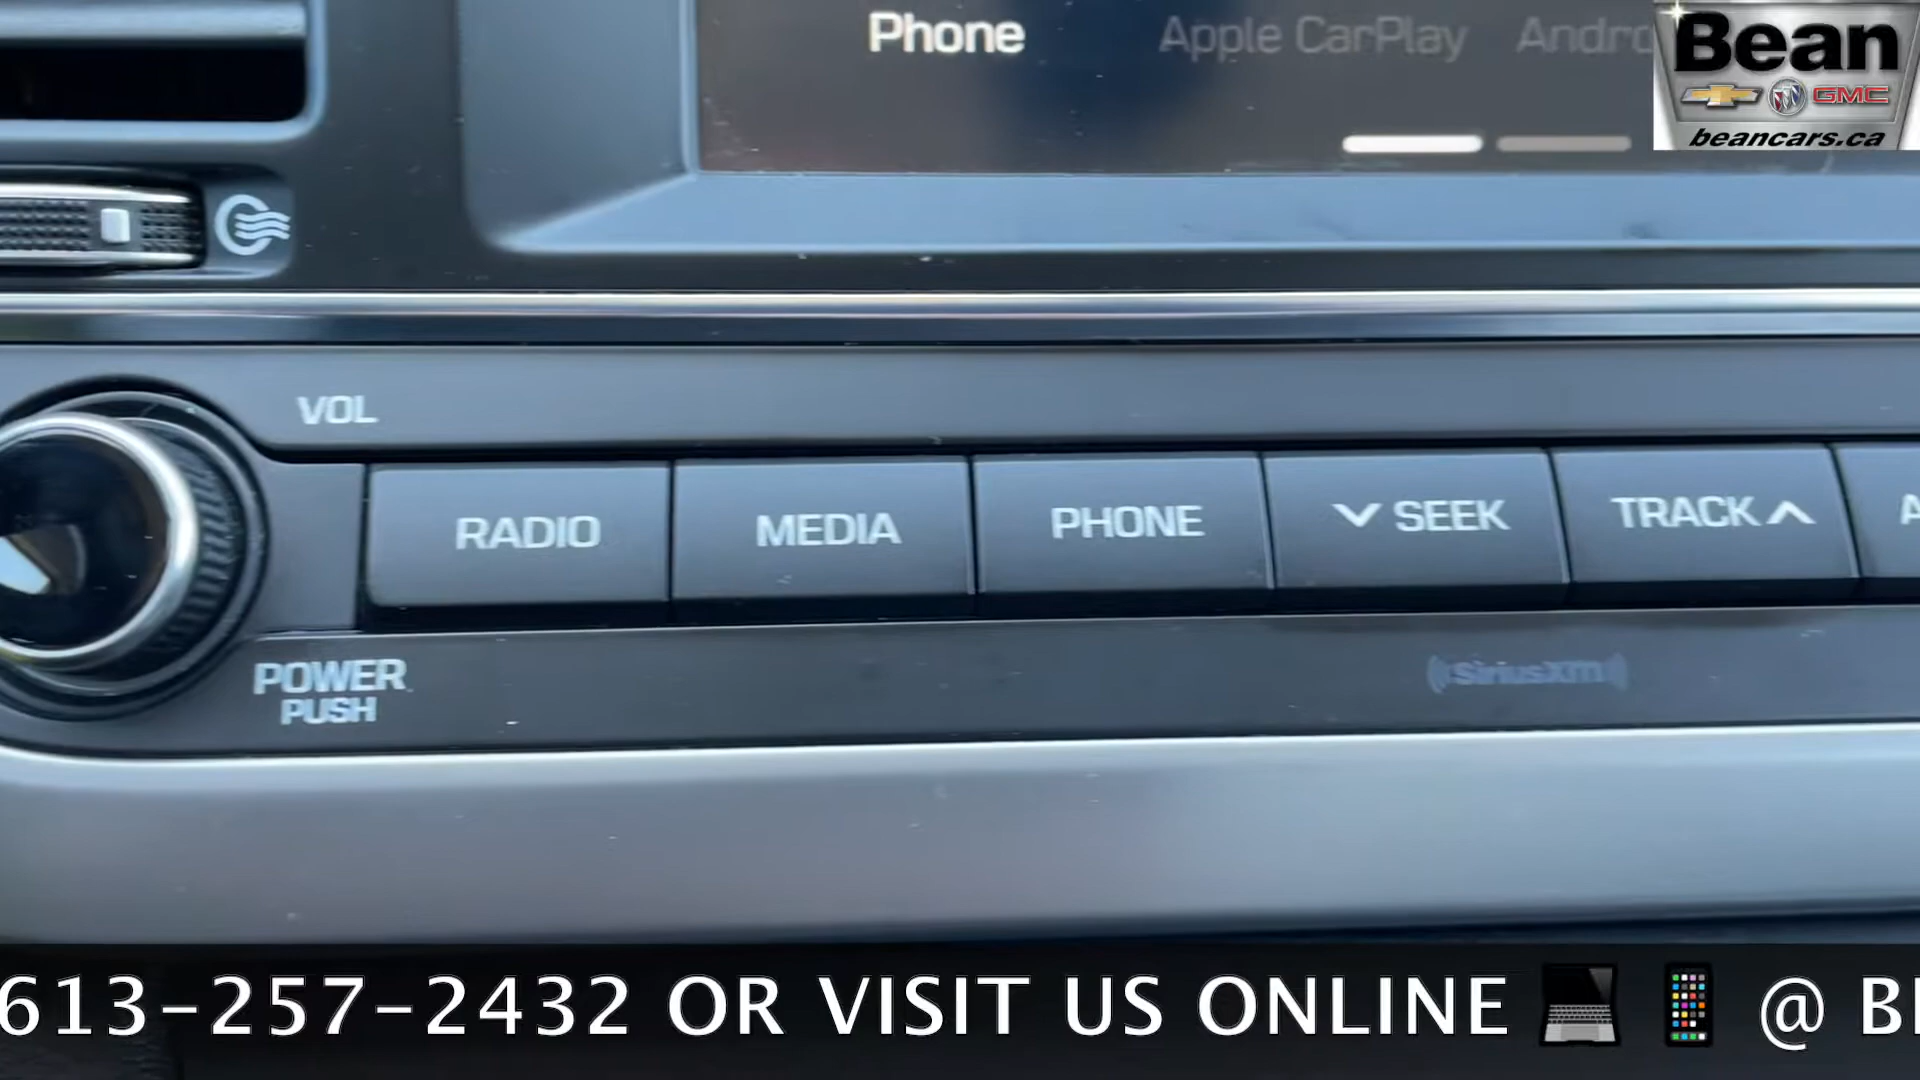 Phone
Apple CarPlay
Andro
Bean
GMC
beancars.ca
VOL
RADIO
MEDIA
PHONE
SEEK
TRACK
POWER
PUSH
SiriusXM
613-257-2432 OR VISIT US ONLINE @ B